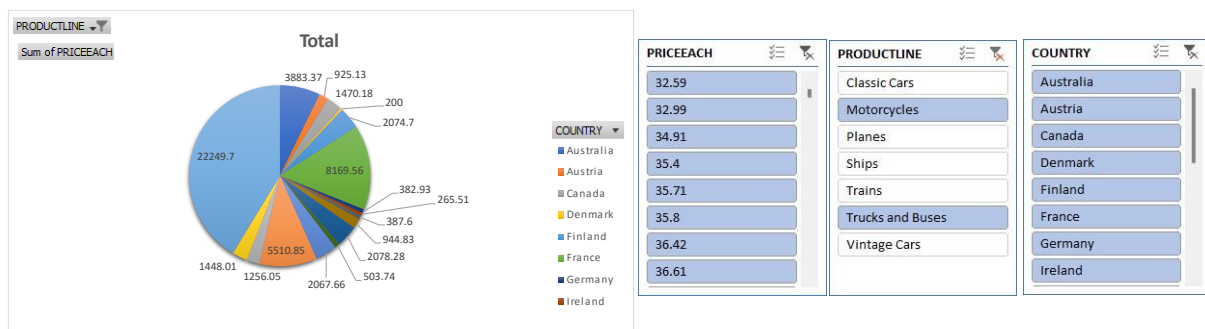 PRODUCTLINE
Sum of PRICEEACH
Total
3883.37
925.13
1470.18
200
2074.7
8169.56
382.93
265.51
387.6
944.83
2078.28
503.74
2067.66
5510.85
1256.05
1448.01
22249.7
COUNTRY
Australia
Austria
Canada
Denmark
Finland
France
Germany
Ireland
PRICEEACH
32.59
32.99
34.91
35.4
35.71
35.8
36.42
36.61
PRODUCTLINE
Classic Cars
Motorcycles
Planes
Ships
Trains
Trucks and Buses
Vintage Cars
COUNTRY
Australia
Austria
Canada
Denmark
Finland
France
Germany
Ireland